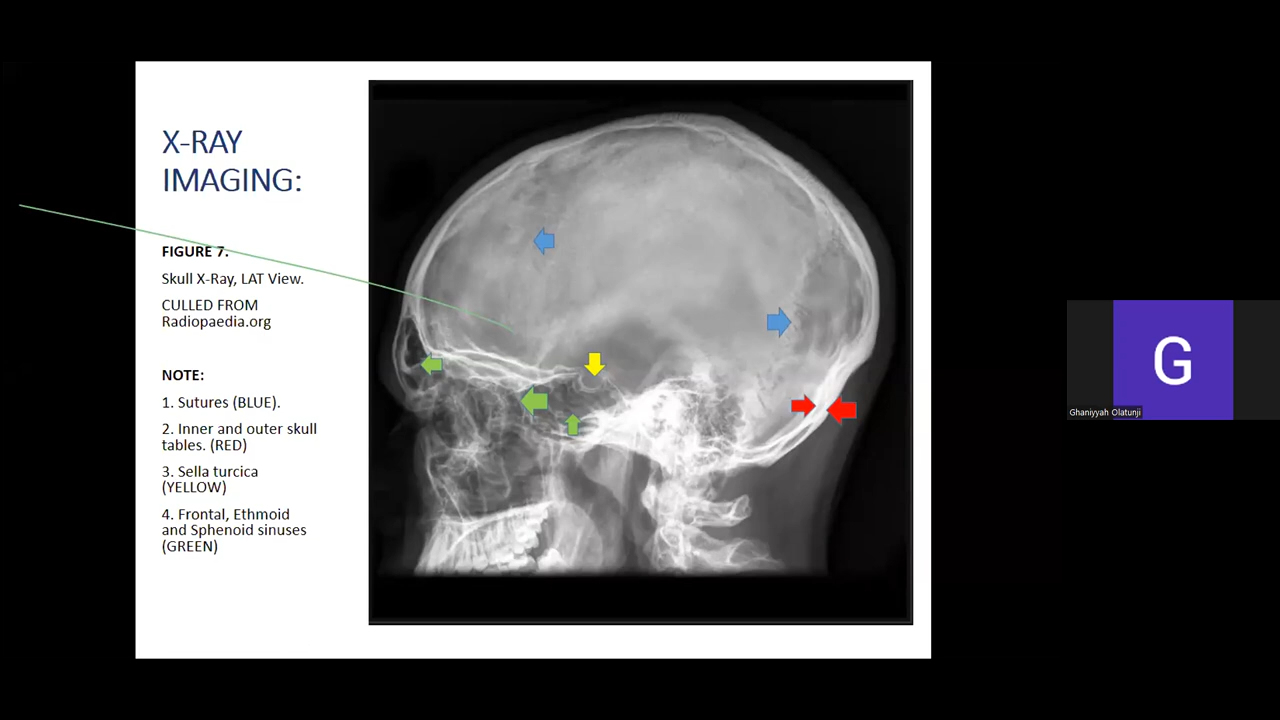 X-RAY
IMAGING:
FIGURE 7.
Skull X-Ray, LAT View.
CULLED FROM
Radiopaedia.org
NOTE:
1. Sutures (BLUE).
2. Inner and outer skull
tables. (RED)
3. Sella turcica
(YELLOW)
4. Frontal, Ethmoid
and Sphenoid sinuses
(GREEN)
G
Ghaniyyah Olatunji